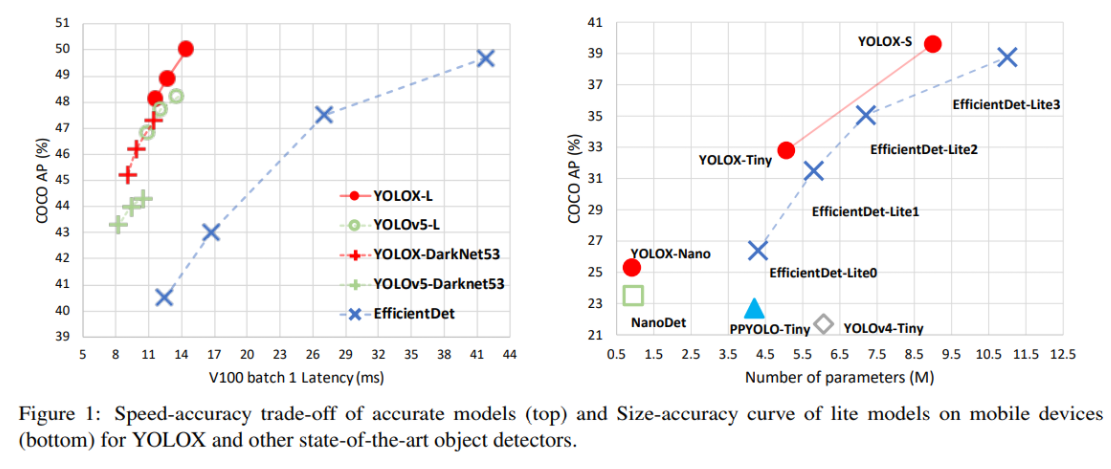 51
50
49
48
47
46
45
44
43
42
41
40
39
COCO AP (%)
5 8 11 14 17 20 23 26 29 32 35 38 41 44
V100 batch 1 Latency (ms)
YOLOX-L
YOLOv5-L
YOLOX-DarkNet53
YOLOv5-Darknet53
EfficientDet
41
39
37
35
33
31
29
27
25
23
21
COCO AP (%)
YOLOX-S
EfficientDet-Lite3
EfficientDet-Lite2
YOLOX-Tiny
EfficientDet-Lite1
YOLOX-Nano
EfficientDet-Lite0
NanoDet
PPYOLO-Tiny
YOLOv4-Tiny
0.5 1.5 2.5 3.5 4.5 5.5 6.5 7.5 8.5 9.5 10.5 11.5 12.5
Number of parameters (M)
Figure 1: Speed-accuracy trade-off of accurate models (top) and Size-accuracy curve of lite models on mobile devices
(bottom) for YOLOX and other state-of-the-art object detectors.